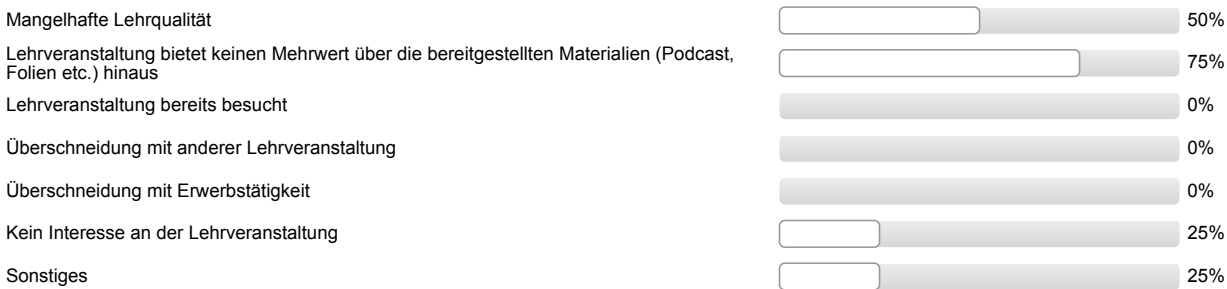 Mangelhafte Lehrqualität 50%
Lehrveranstaltung bietet keinen Mehrwert über die bereitgestellten Materialien (Podcast,
Folien etc.) hinaus 75%
Lehrveranstaltung bereits besucht 0%
Überschneidung mit anderer Lehrveranstaltung 0%
Überschneidung mit Erwerbstätigkeit 0%
Kein Interesse an der Lehrveranstaltung 25%
Sonstiges 25%